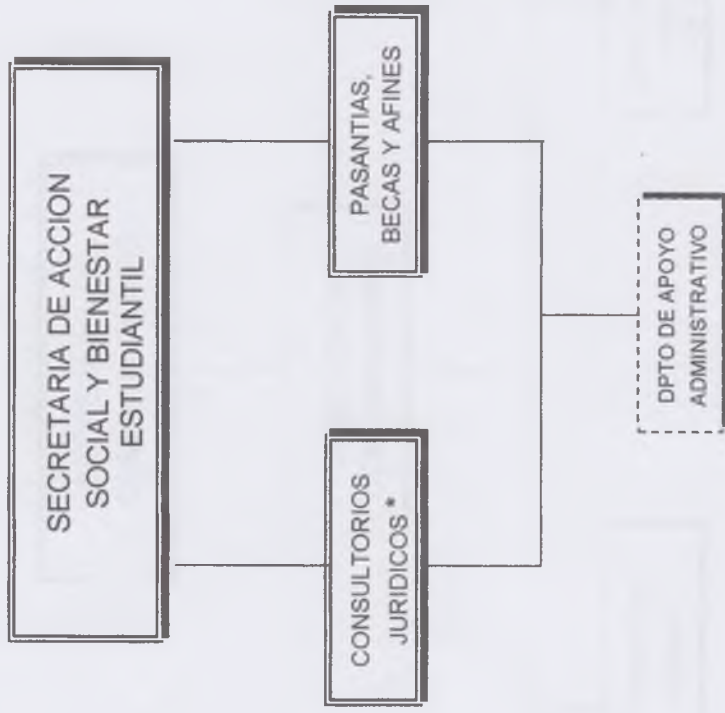 SECRETARIA DE ACCION
SOCIAL Y BIENESTAR
ESTUDIANTIL
CONSULTORIOS
JURIDICOS *
PASANTIAS,
BECAS Y AFINES
DPTO DE APOYO
ADMINISTRATIVO